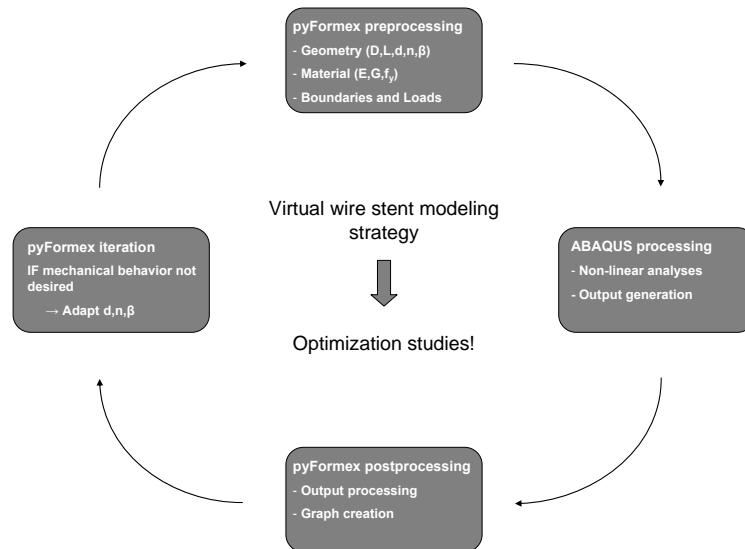 pyFormex preprocessing
- Geometry (D,L,d,n,β)
- Material (E,G,fy)
- Boundaries and Loads
Virtual wire stent modeling
strategy
Optimization studies!
ABAQUS processing
- Non-linear analyses
- Output generation
pyFormex postprocessing
- Output processing
- Graph creation
pyFormex iteration
IF mechanical behavior not
desired
→ Adapt d,n,β